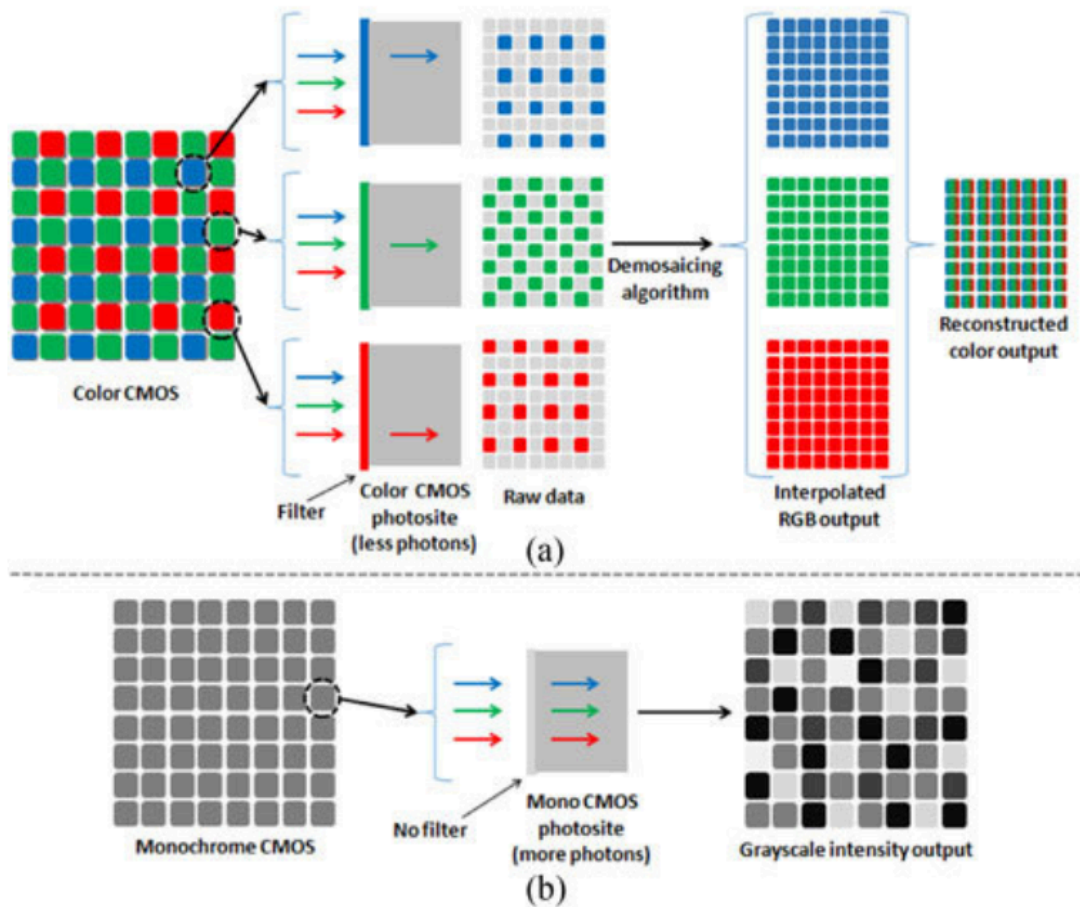 Color CMOS
Filter
Color CMOS
photosite
(less photons)
Raw data
Demosaicing
algorithm
Interpolated
RGB output
Reconstructed
color output
(a)
Monochrome CMOS
No filter
Mono CMOS
photosite
(more photons)
Grayscale intensity output
(b)